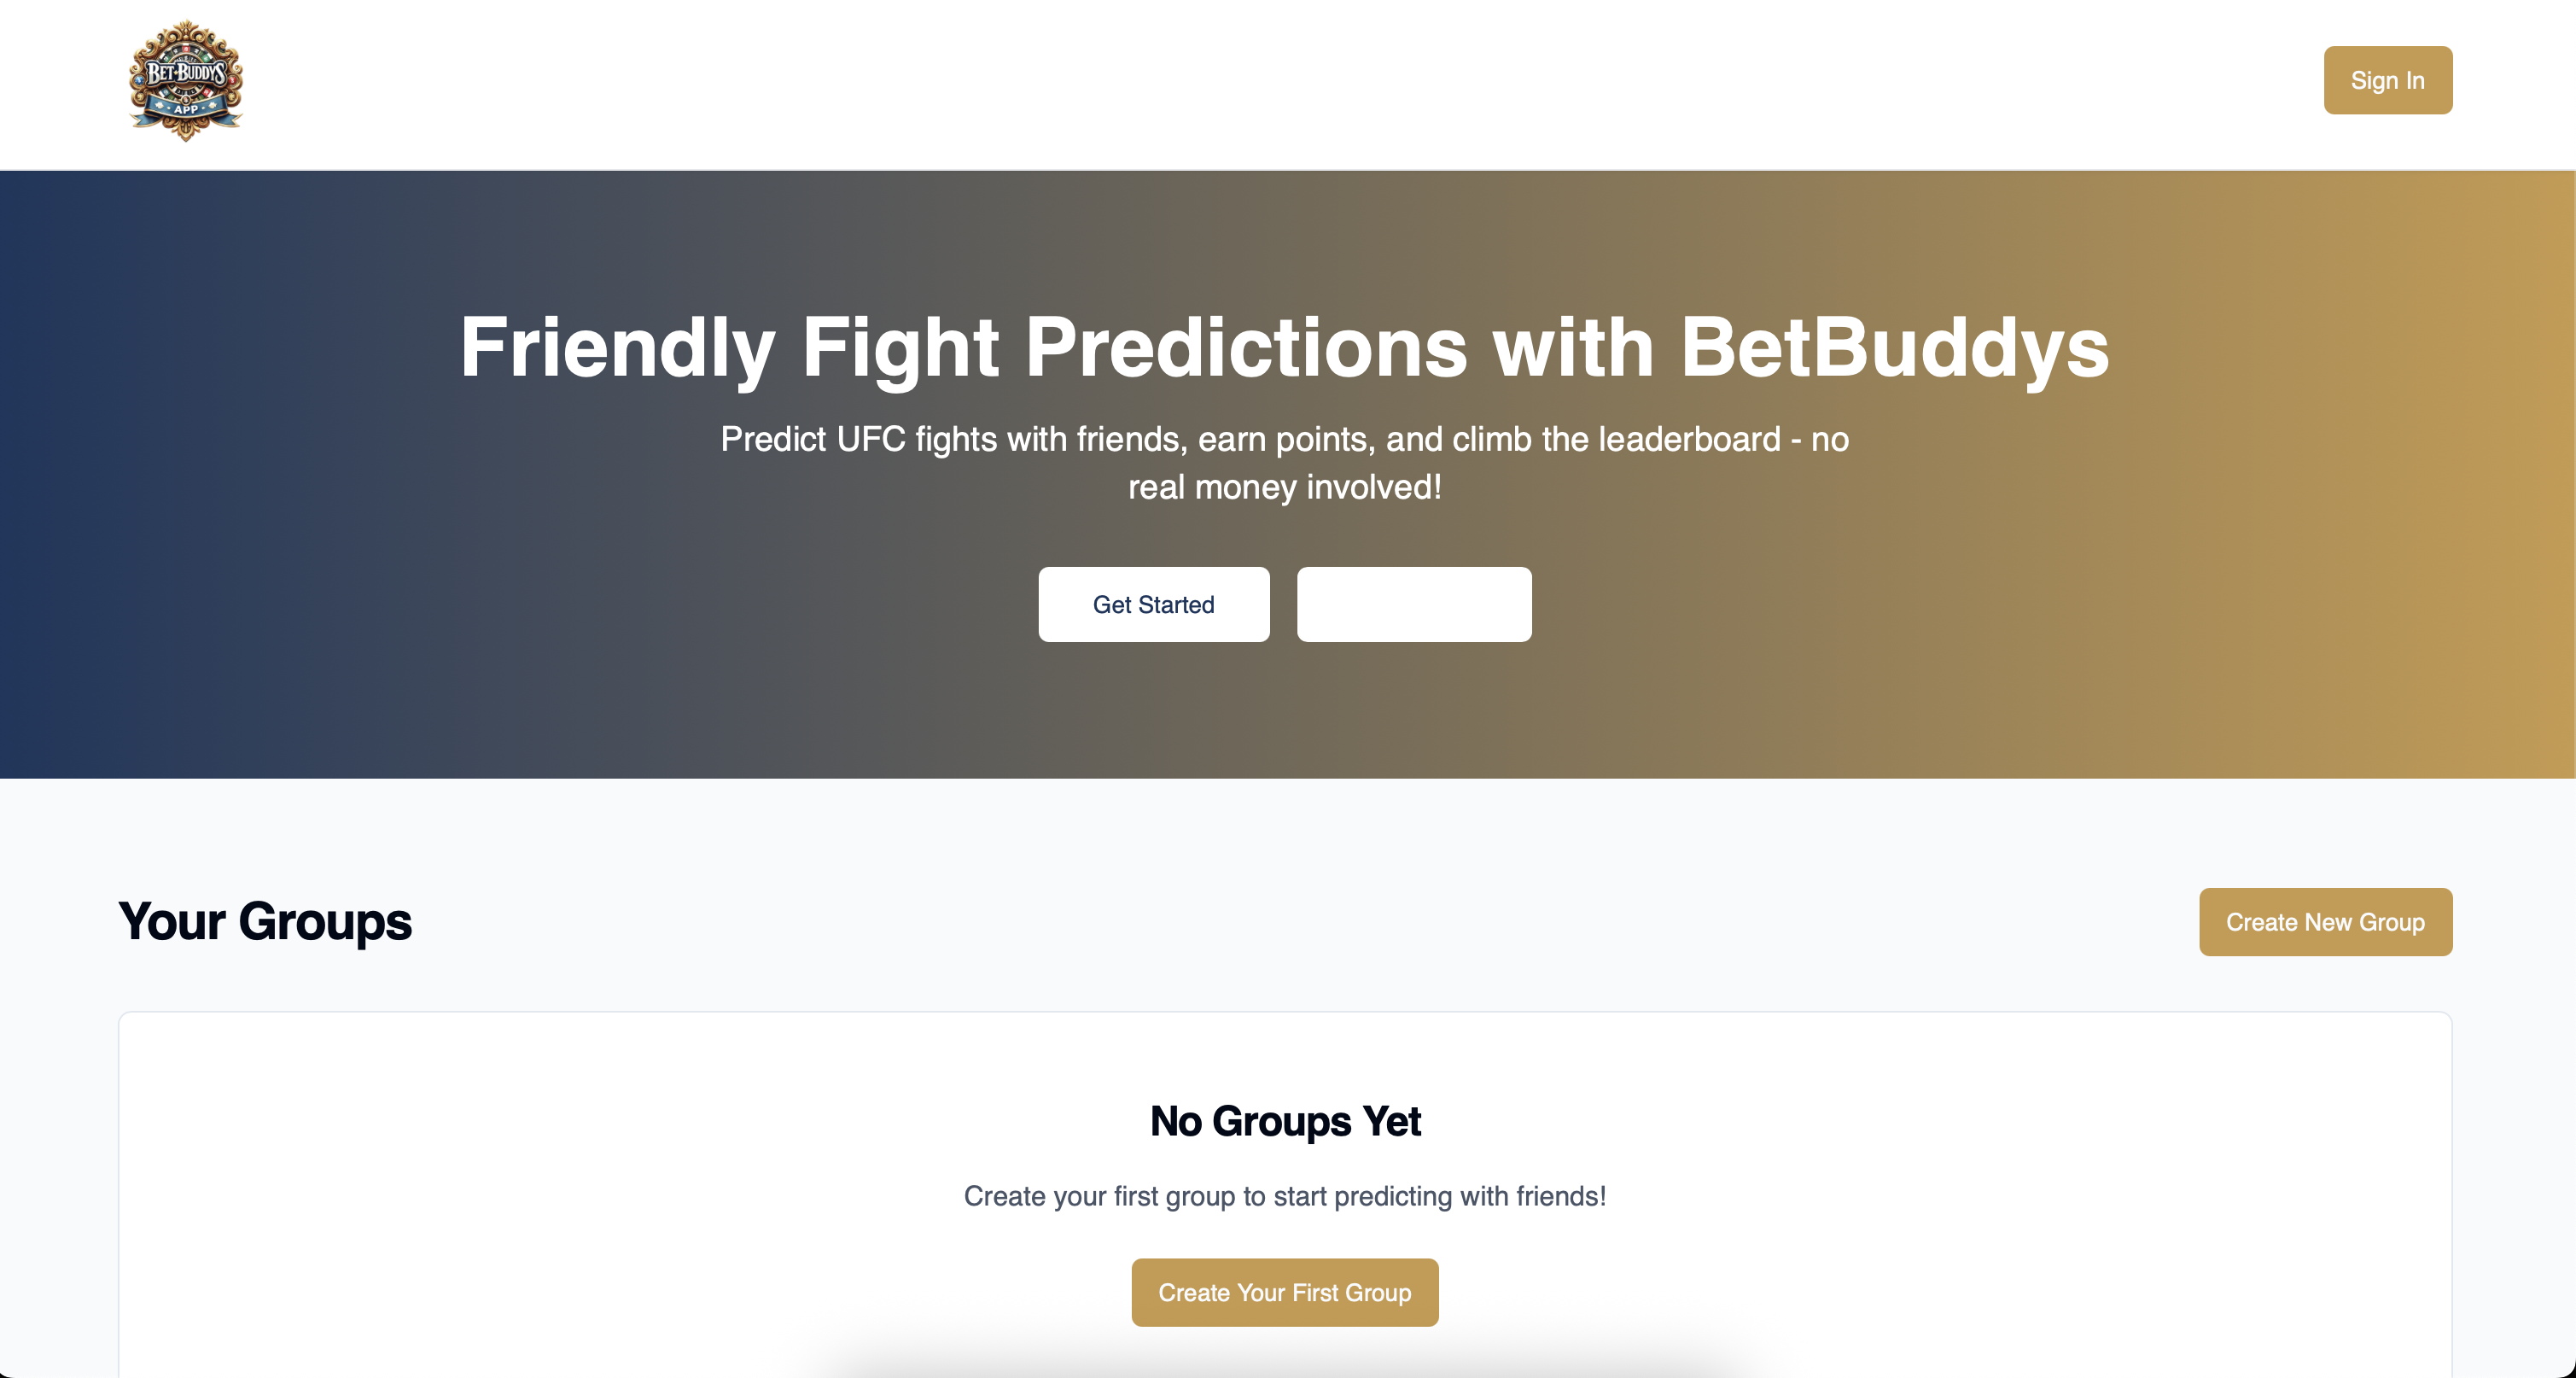 BET-BUDDYS
APP
Sign In
Friendly Fight Predictions with BetBuddys
Predict UFC fights with friends, earn points, and climb the leaderboard - no
real money involved!
Get Started
Your Groups
Create New Group
No Groups Yet
Create your first group to start predicting with friends!
Create Your First Group